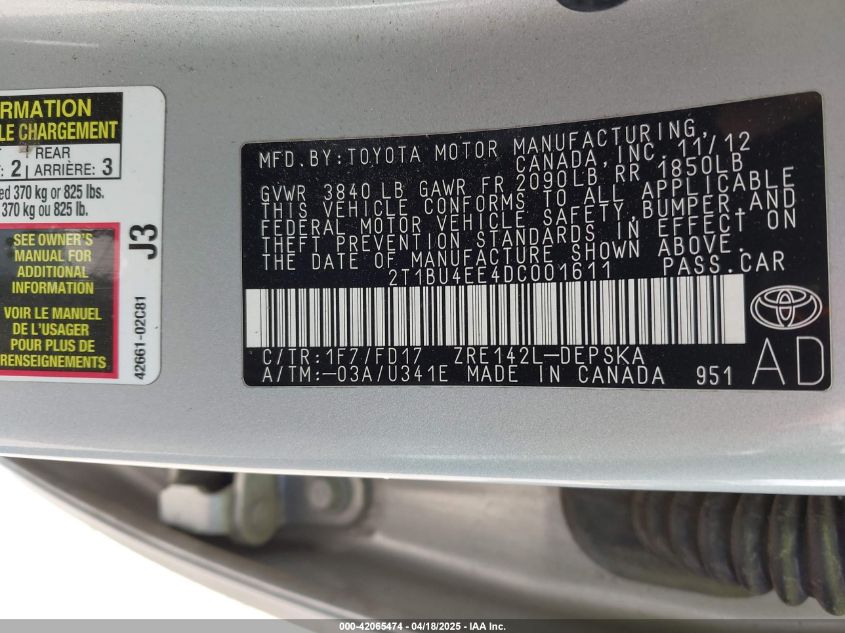 RMATION
LE CHARGEMENT
: 2 REAR ARRIÈRE: 3
ed 370 kg or 825 lbs.
370 kg ou 825 lb.
SEE OWNER'S
MANUAL FOR
ADDITIONAL
INFORMATION
VOIR LE MANUEL
DE L'USAGER
POUR PLUS DE
RENSEIGNEMENTS
J3
42661-02C81
MFD. BY: TOYOTA MOTOR MANUFACTURING,
CANADA, INC. 11/12
GVWR 3840 LB GAWR FR 2090LB, RR 1850LB
THIS VEHICLE CONFORMS TO ALL APPLICABLE
FEDERAL MOTOR VEHICLE SAFETY, BUMPER, AND
THEFT PREVENTION STANDARDS IN EFFECT ON
THE DATE OF MANUFACTURE SHOWN ABOVE.
2T1BU4EE4DC001611 PASS. CAR
C/TR: 1F7/FD17 ZRE142L-DEPSKA
A/TM: -03A/U341E MADE IN CANADA 951
AD
000-42065474 | 04/18/2025 - IAA Inc.